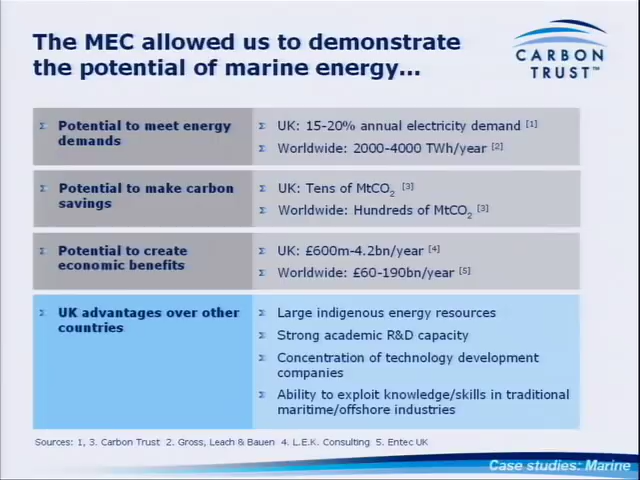 The MEC allowed us to demonstrate
the potential of marine energy...
CARBON
TRUST™
Potential to meet energy
demands
UK: 15-20% annual electricity demand [1]
Worldwide: 2000-4000 TWh/year [2]
Potential to make carbon
savings
UK: Tens of MtCO2 [3]
Worldwide: Hundreds of MtCO2 [3]
Potential to create
economic benefits
UK: £600m-4.2bn/year [4]
Worldwide: £60-190bn/year [5]
UK advantages over other
countries
Large indigenous energy resources
Strong academic R&D capacity
Concentration of technology development
companies
Ability to exploit knowledge/skills in traditional
maritime/offshore industries
Sources: 1, 3. Carbon Trust 2. Gross, Leach & Bauen 4. L.E.K. Consulting 5. Entec UK
Case studies: Marine